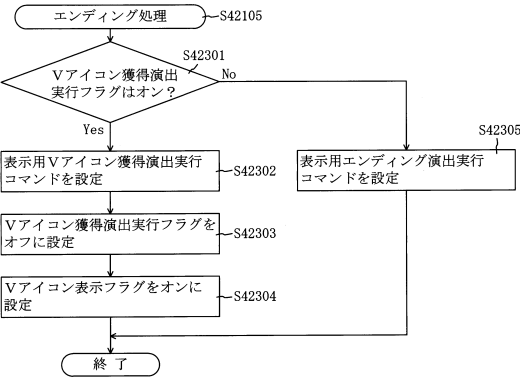 エンディング処理
S42105
S42301
Vアイコン獲得演出
実行フラグはオン？
No
Yes
S42305
表示用Vアイコン獲得演出実行
コマンドを設定
S42302
表示用エンディング演出実行
コマンドを設定
Vアイコン獲得演出実行フラグを
オフに設定
S42303
Vアイコン表示フラグをオンに
設定
S42304
終 了